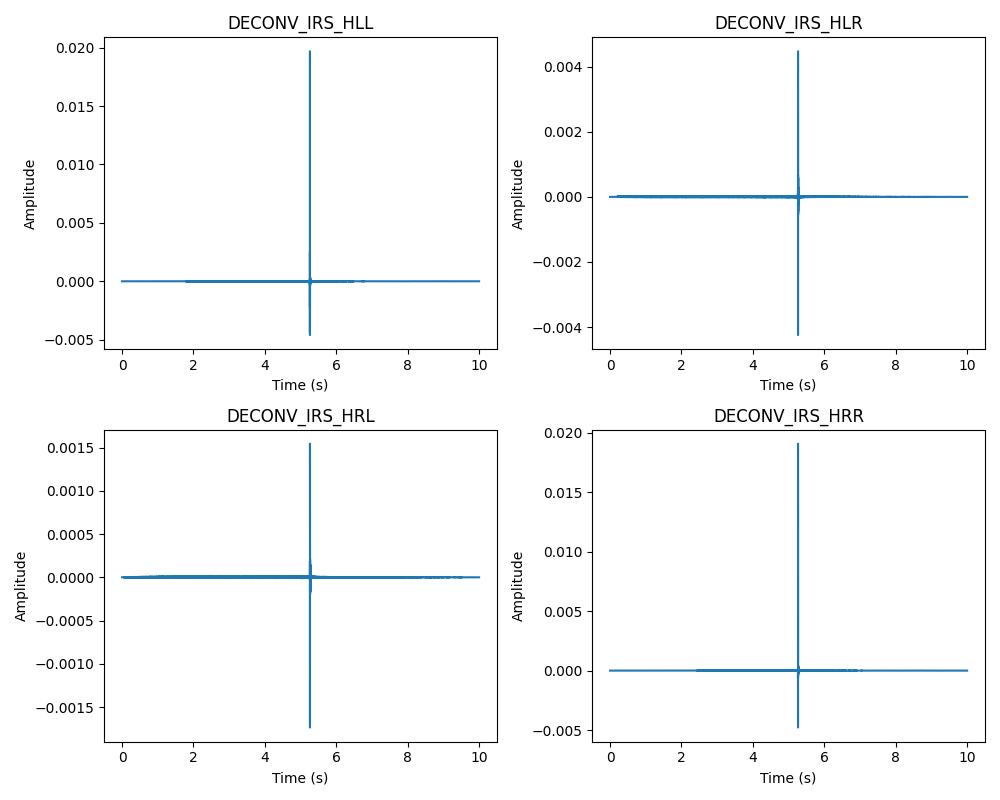 DECONV_IRS_HLL
0.020
0.015
0.010
0.005
0.000
−0.005
Amplitude
0 2 4 6 8 10
Time (s)
DECONV_IRS_HLR
0.004
0.002
0.000
−0.002
−0.004
Amplitude
0 2 4 6 8 10
Time (s)
DECONV_IRS_HRL
0.0015
0.0010
0.0005
0.0000
−0.0005
−0.0010
−0.0015
Amplitude
0 2 4 6 8 10
Time (s)
DECONV_IRS_HRR
0.020
0.015
0.010
0.005
0.000
−0.005
Amplitude
0 2 4 6 8 10
Time (s)